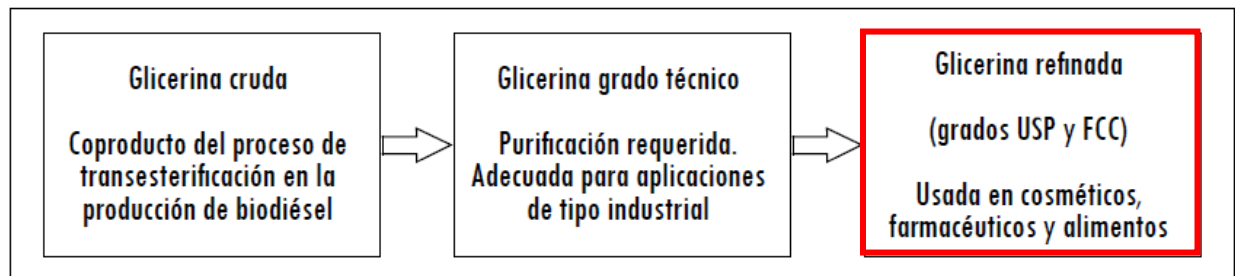 Glicerina cruda
Coproducto del proceso de
transesterificación en la
producción de biodiésel
Glicerina grado técnico
Purificación requerida.
Adecuada para aplicaciones
de tipo industrial
Glicerina refinada
(grados USP y FCC)
Usada en cosméticos,
farmacéuticos y alimentos